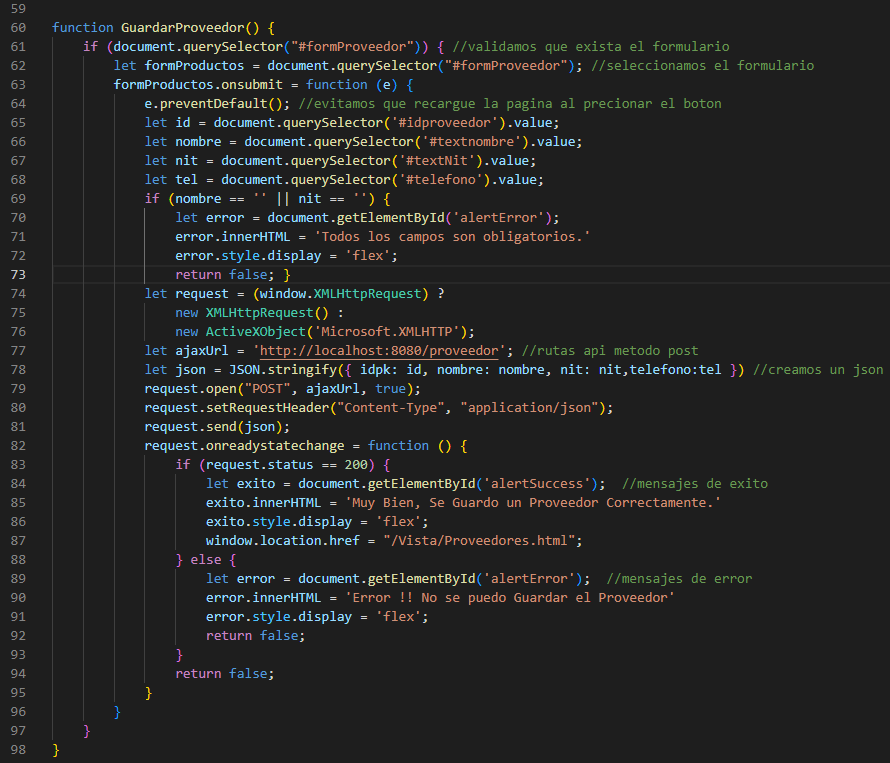 59
60 function GuardarProveedor() {
61 if (document.querySelector("#formProveedor")) { //validamos que exista el formulario
62 let formProductos = document.querySelector("#formProveedor"); //seleccionamos el formulario
63 formProductos.onsubmit = function (e) {
64 e.preventDefault(); //evitamos que recargue la pagina al precionar el boton
65 let id = document.querySelector('#idproveedor').value;
66 let nombre = document.querySelector('#textnombre').value;
67 let nit = document.querySelector('#textNit').value;
68 let tel = document.querySelector('#telefono').value;
69 if (nombre == '' || nit == '') {
70 let error = document.getElementById('alertError');
71 error.innerHTML = 'Todos los campos son obligatorios.'
72 error.style.display = 'flex';
73 return false; }
74 let request = (window.XMLHttpRequest) ?
75 new XMLHttpRequest() :
76 new ActiveXObject('Microsoft.XMLHTTP');
77 let ajaxUrl = 'http://localhost:8080/proveedor'; //rutas api metodo post
78 let json = JSON.stringify({ idpk: id, nombre: nombre, nit: nit,telefono:tel }) //creamos un json
79 request.open("POST", ajaxUrl, true);
80 request.setRequestHeader("Content-Type", "application/json");
81 request.send(json);
82 request.onreadystatechange = function () {
83 if (request.status == 200) {
84 let exito = document.getElementById('alertSuccess'); //mensajes de exito
85 exito.innerHTML = 'Muy Bien, Se Guardo un Proveedor Correctamente.'
86 exito.style.display = 'flex';
87 window.location.href = "/Vista/Proveedores.html";
88 } else {
89 let error = document.getElementById('alertError'); //mensajes de error
90 error.innerHTML = 'Error !! No se puedo Guardar el Proveedor'
91 error.style.display = 'flex';
92 return false;
93 }
94 return false;
95 }
96 }
97 }
98 }